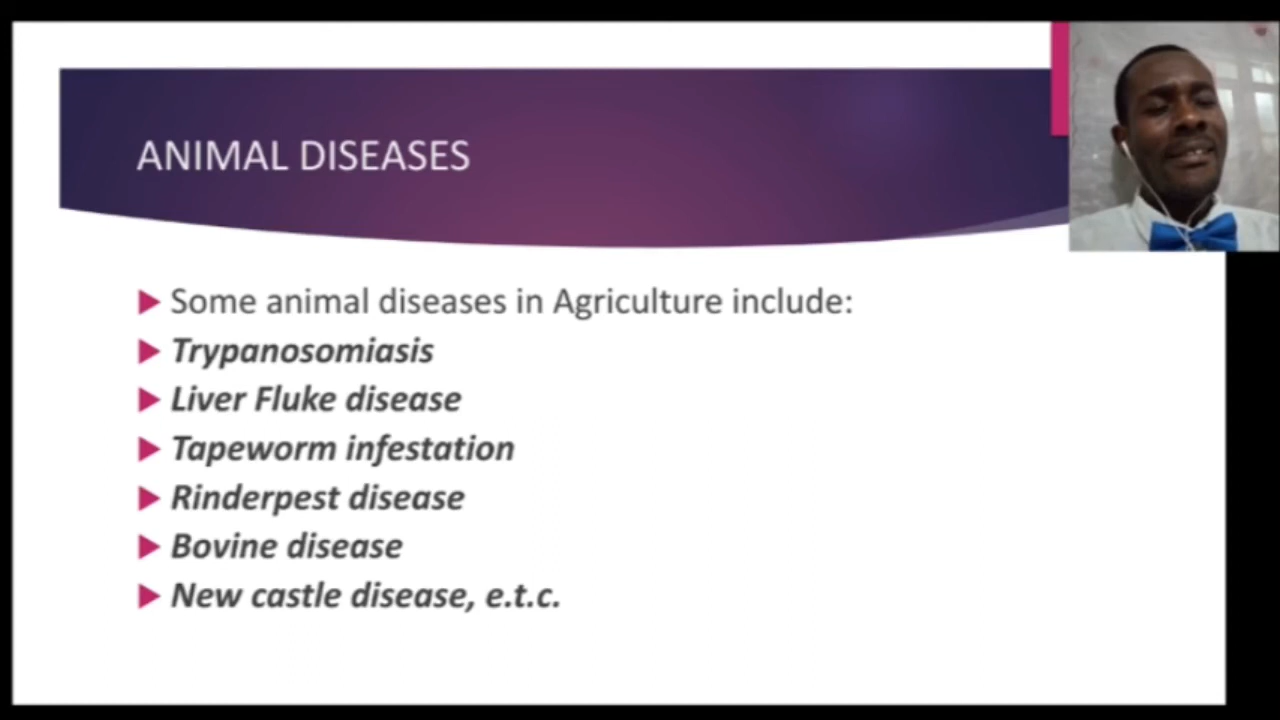 ANIMAL DISEASES
Some animal diseases in Agriculture include:
Trypanosomiasis
Liver Fluke disease
Tapeworm infestation
Rinderpest disease
Bovine disease
New castle disease, e.t.c.